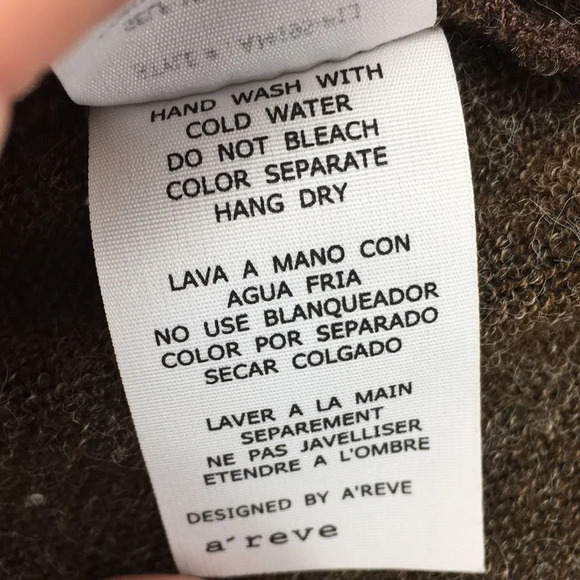 HAND WASH WITH
COLD WATER
DO NOT BLEACH
COLOR SEPARATE
HANG DRY
LAVA A MANO CON
AGUA FRIA
NO USE BLANQUEADOR
COLOR POR SEPARADO
SECAR COLGADO
LAVER A LA MAIN
SEPAREMENT
NE PAS JAVELLISER
ETENDRE A L'OMBRE
DESIGNED BY A'REVE
a´reve